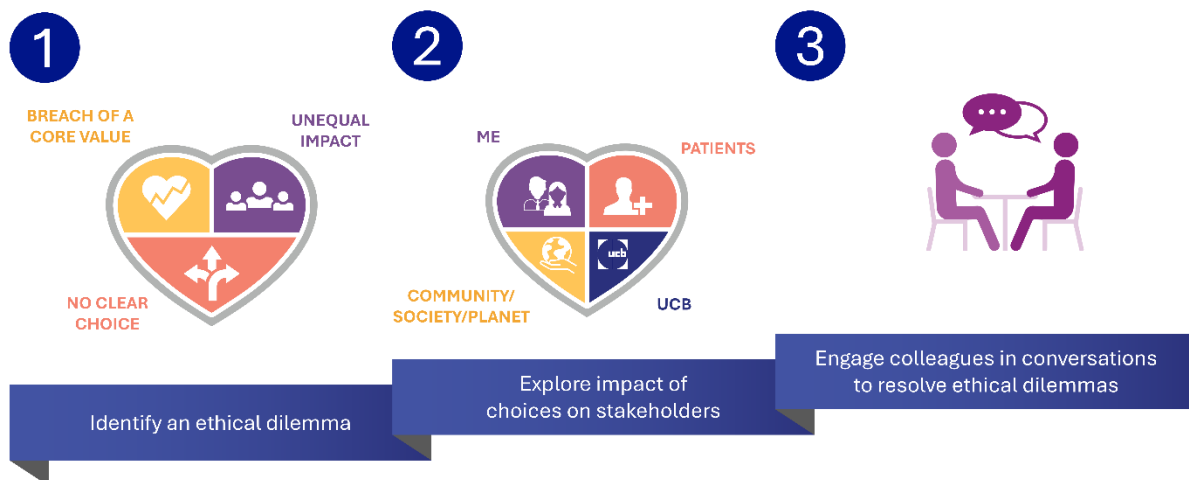 1
BREACH OF A
CORE VALUE
UNEQUAL
IMPACT
NO CLEAR
CHOICE
Identify an ethical dilemma
2
ME
PATIENTS
COMMUNITY/
SOCIETY/PLANET
ucb
UCB
Explore impact of
choices on stakeholders
3
Engage colleagues in conversations
to resolve ethical dilemmas